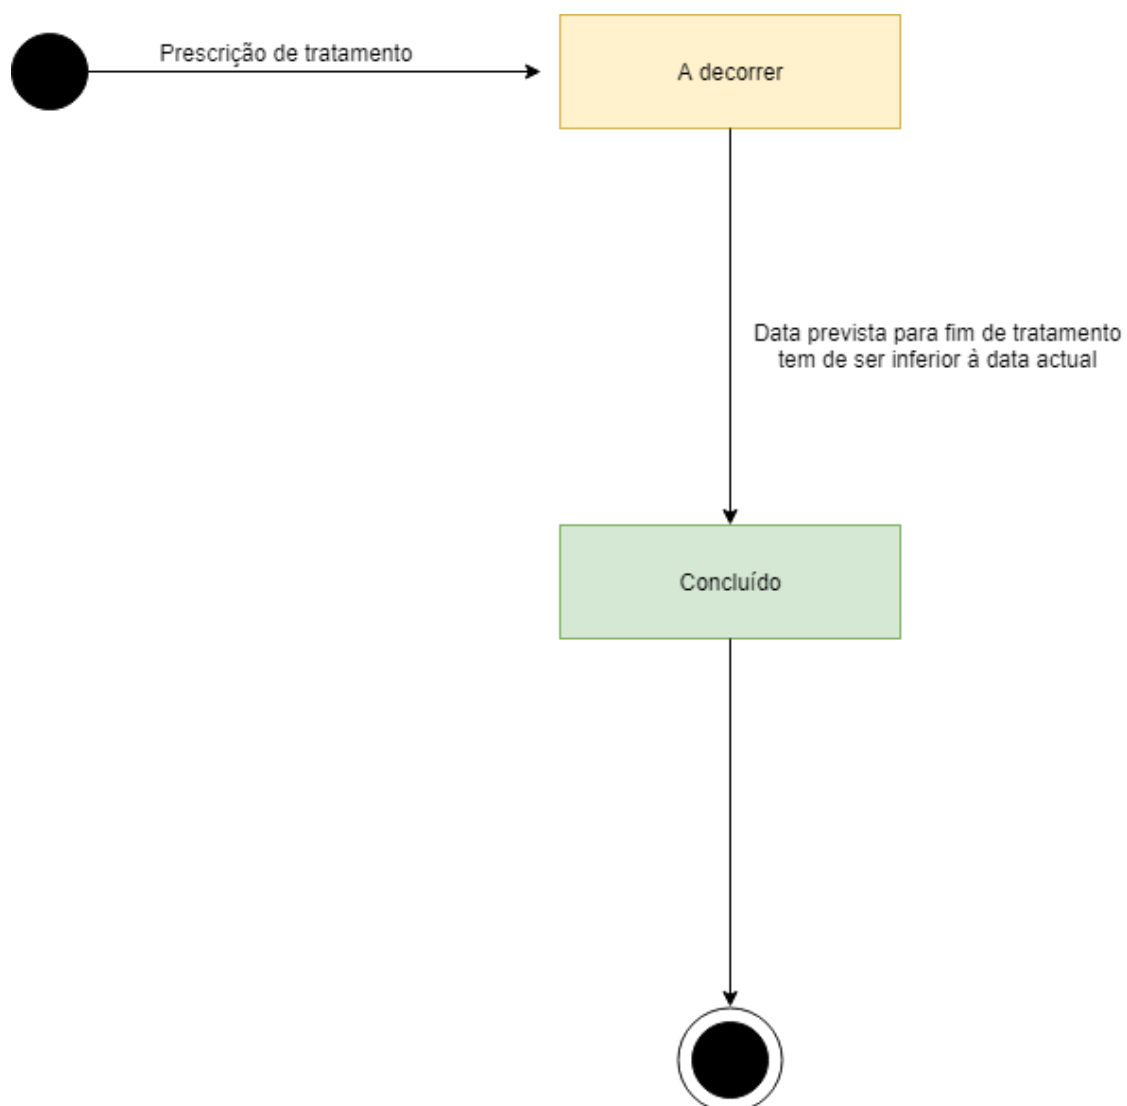 Prescrição de tratamento
A decorrer
Data prevista para fim de tratamento
tem de ser inferior à data actual
Concluído